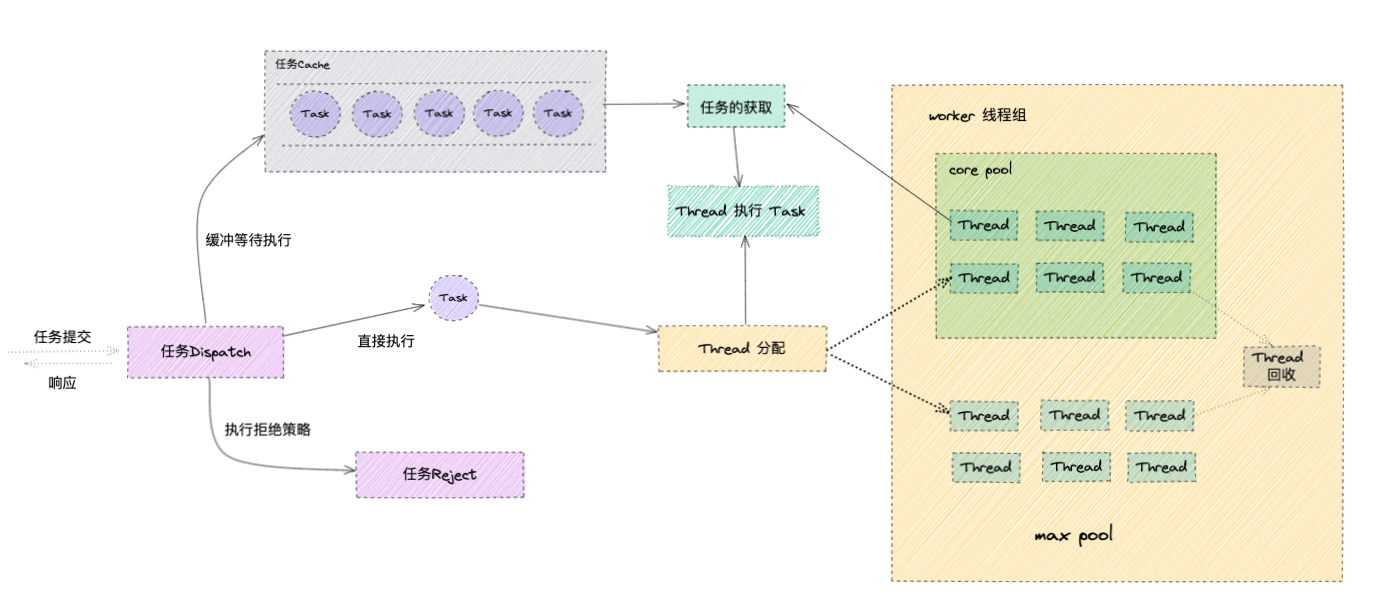 任务Cache
Task
Task
Task
Task
Task
任务的获取
worker 线程组
core pool
Thread 执行 Task
Thread
Thread
Thread
缓冲等待执行
Thread
Thread
Thread
Task
任务提交
任务Dispatch
直接执行
Thread 分配
Thread
回收
响应
Thread
Thread
Thread
执行拒绝策略
任务Reject
Thread
Thread
Thread
max pool